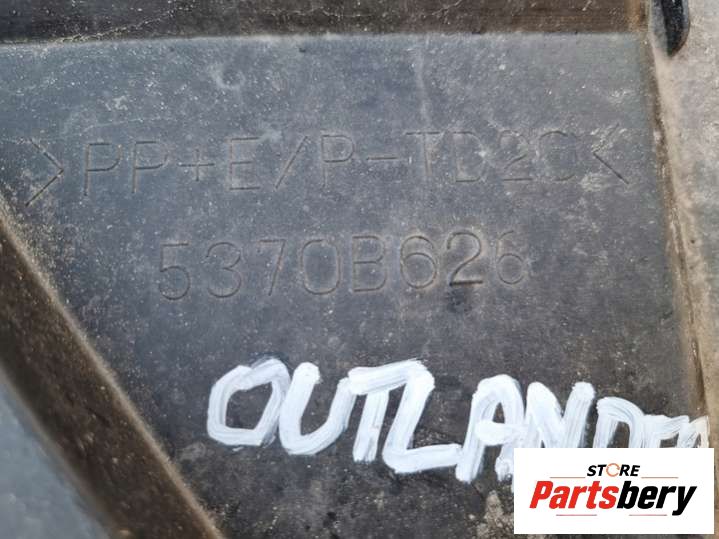 >PP+E/P-TD20<
5370B626
OUTLANDER
STORE
Partsbery